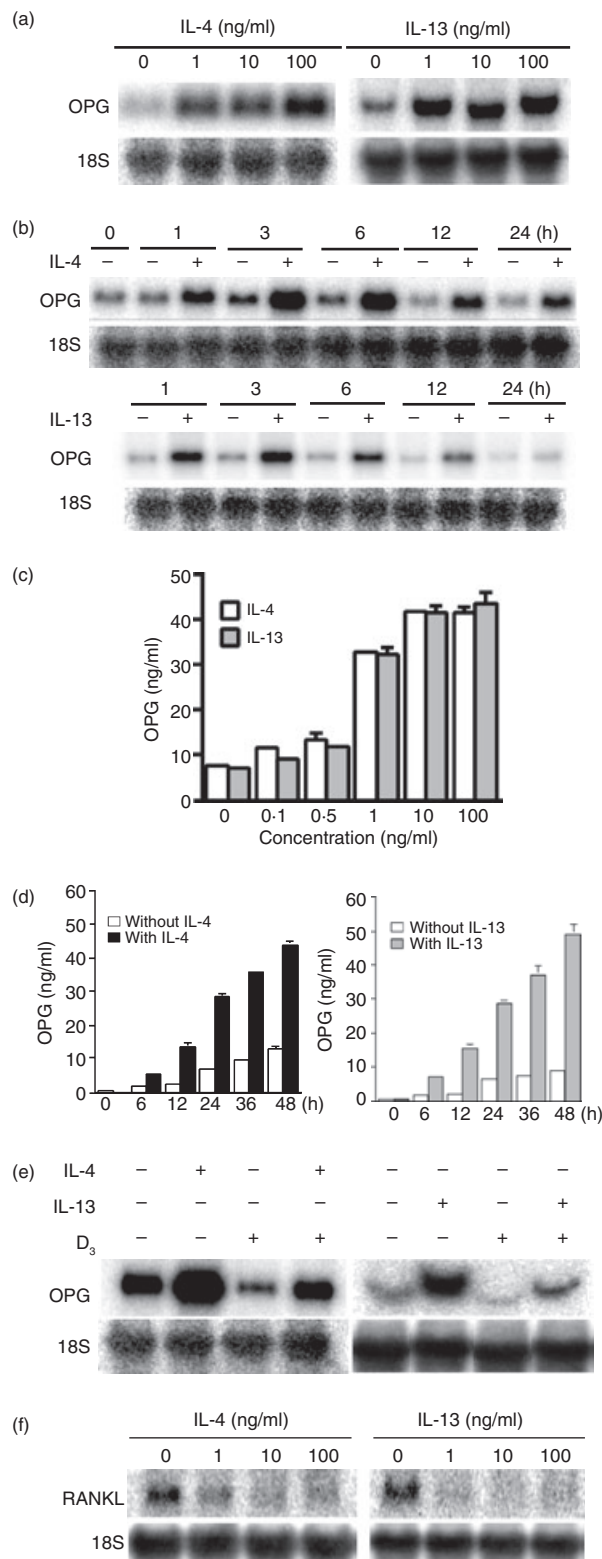 (a)
IL-4 (ng/ml) IL-13 (ng/ml)
0 1 10 100 0 1 10 100
OPG
18S
(b)
0 1 3 6 12 24 (h)
IL-4 – – + – + – + – + – +
OPG
18S
1 3 6 12 24 (h)
IL-13 – + – + – + – + – +
OPG
18S
(c)
50
40
30
20
10
0
OPG (ng/ml)
IL-4
IL-13
0 0·1 0·5 1 10 100
Concentration (ng/ml)
(d)
60
50
40
30
20
10
0
OPG (ng/ml)
Without IL-4
With IL-4
0 6 12 24 36 48 (h)
60
50
40
30
20
10
0
OPG (ng/ml)
Without IL-13
With IL-13
0 6 12 24 36 48 (h)
(e)
IL-4 – + – + – – – –
IL-13 – – – – – + – +
D3 – – + + – – + +
OPG
18S
(f)
IL-4 (ng/ml) IL-13 (ng/ml)
0 1 10 100 0 1 10 100
RANKL
18S